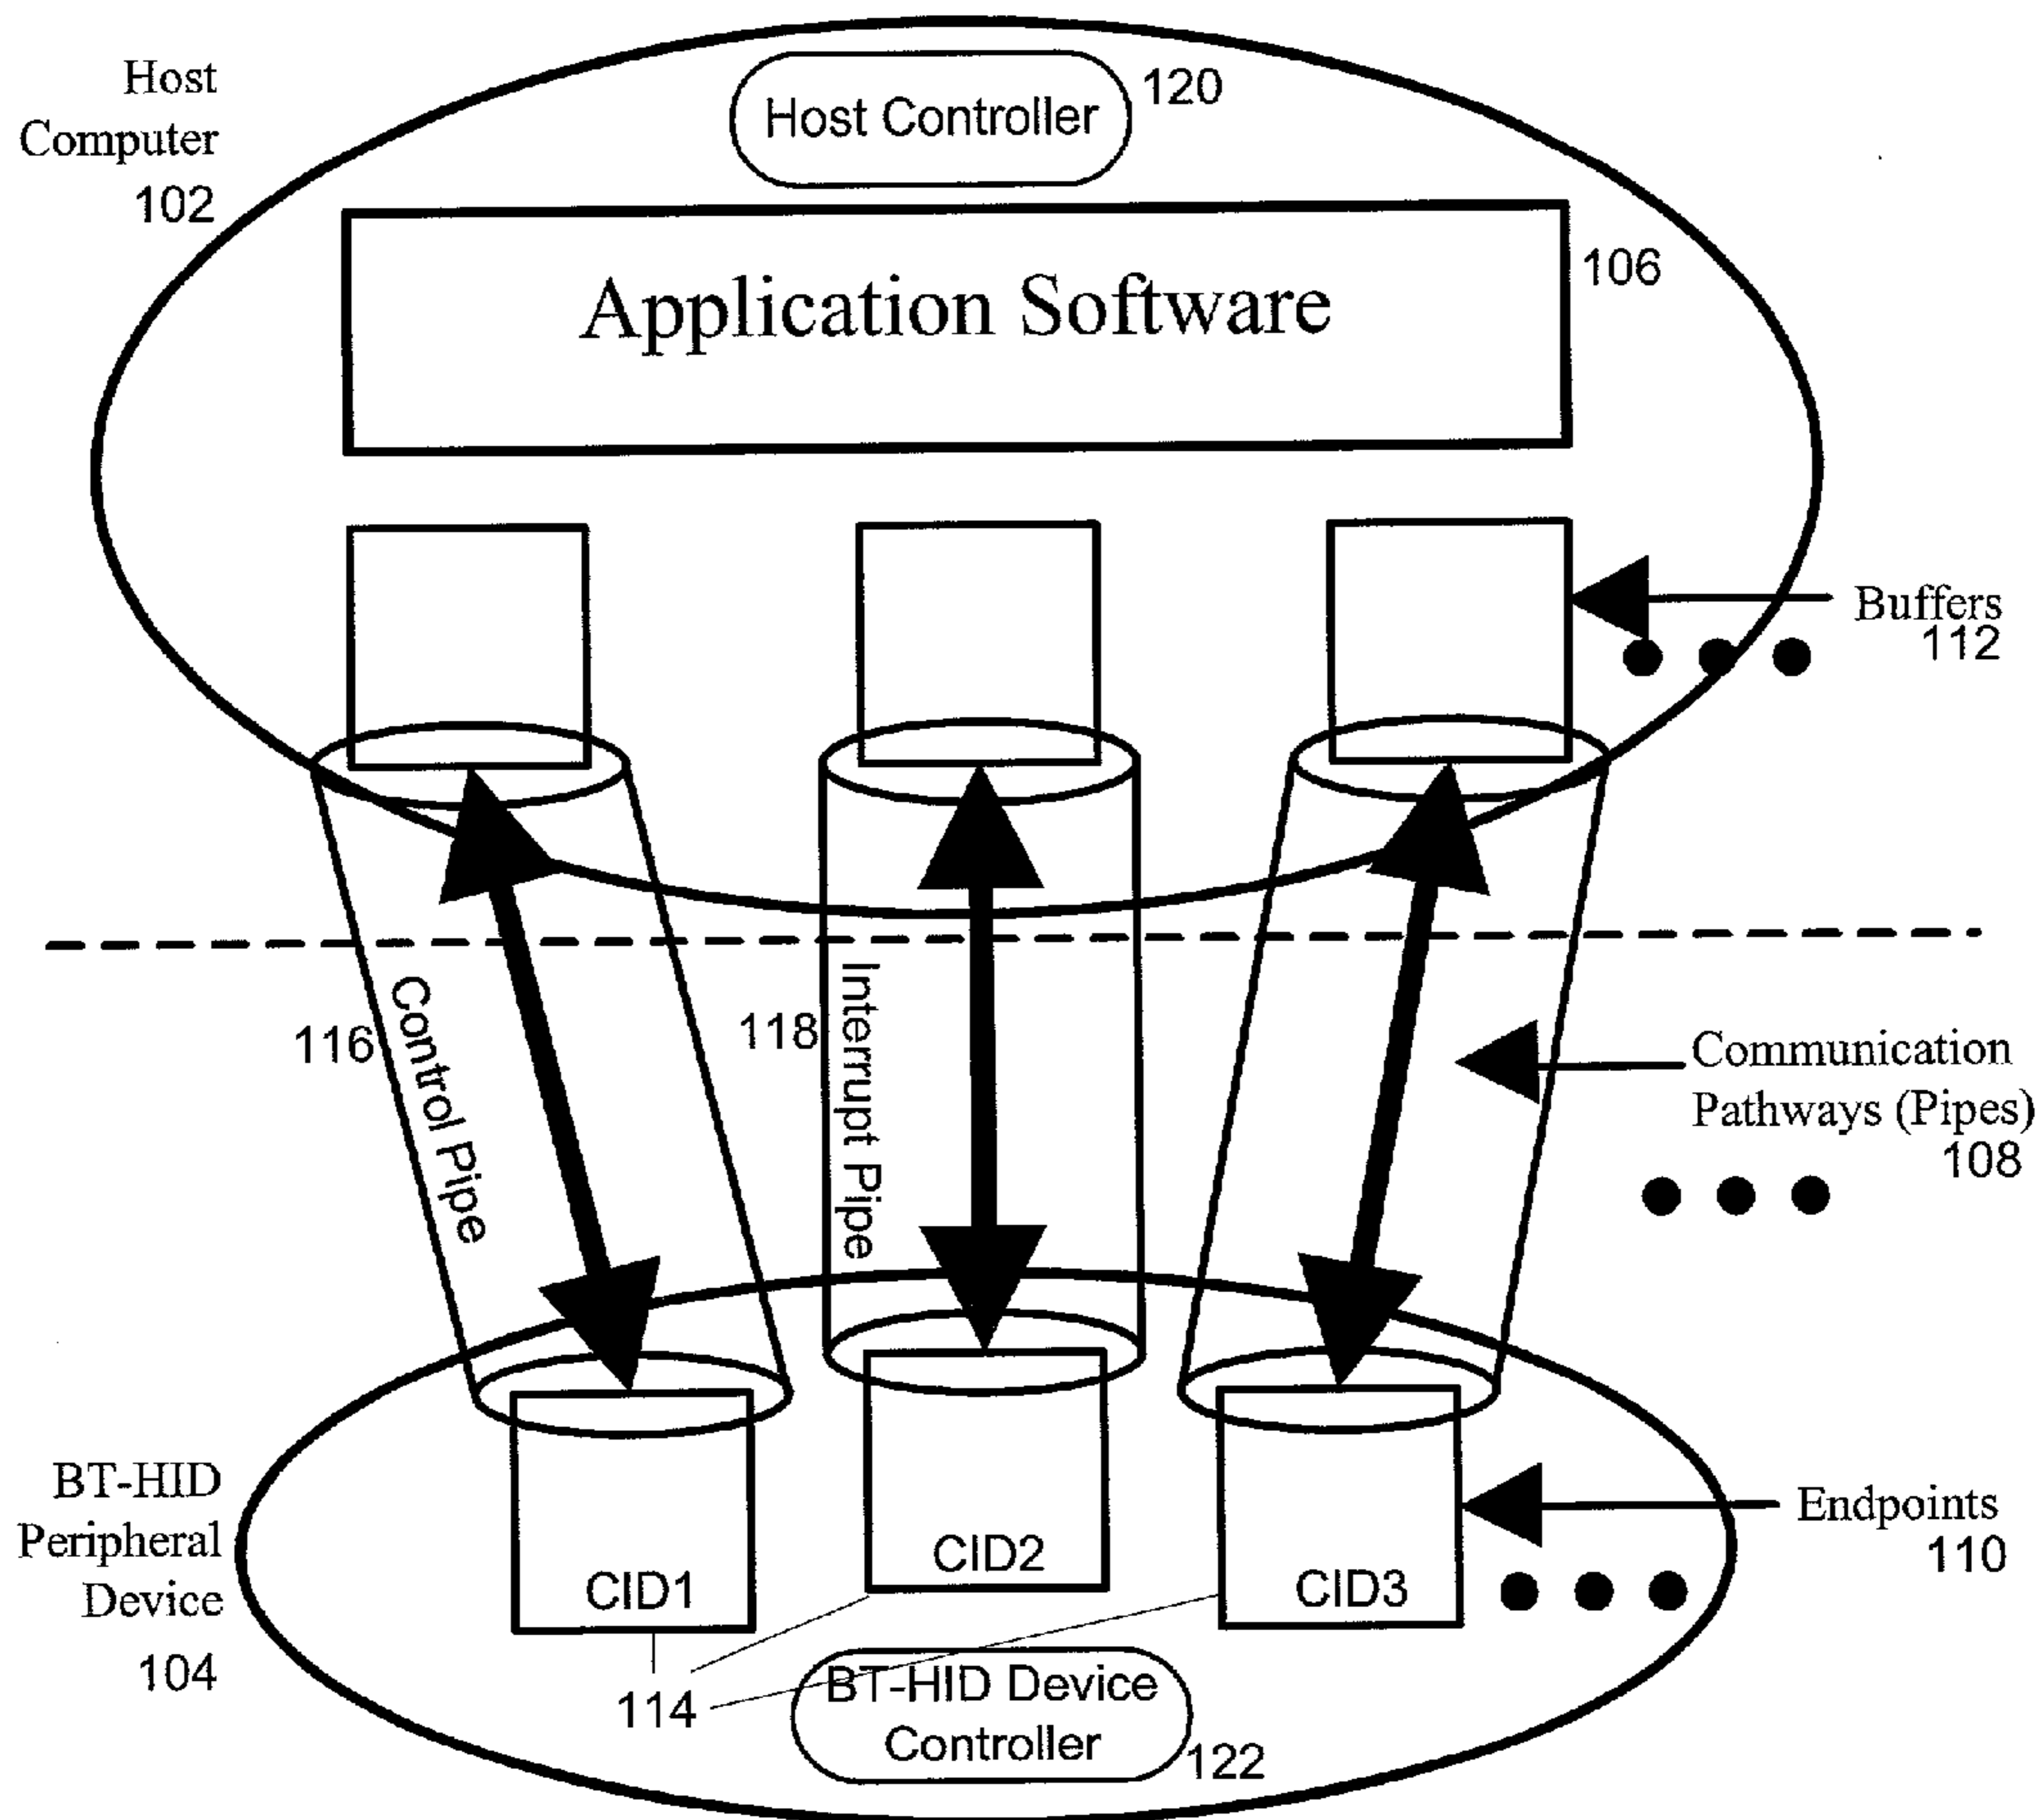 Host
Computer
102
Host Controller
120
Application Software
106
Buffers
112
116
Control Pipe
118
Interrupt Pipe
Communication
Pathways (Pipes)
108
BT-HID
Peripheral
Device
104
CID1
CID2
CID3
Endpoints
110
114
BT-HID Device
Controller
122